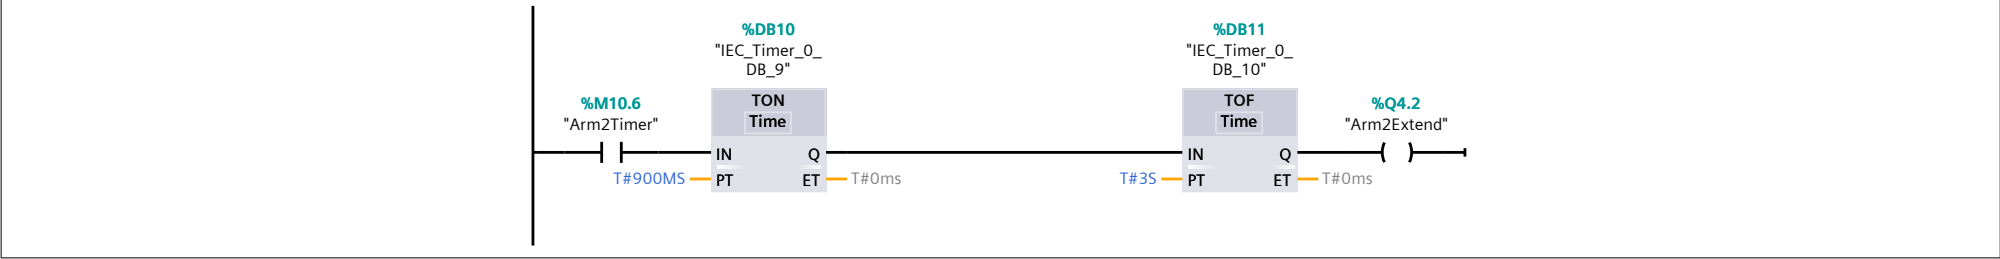 %DB10
"IEC_Timer_0_
DB_9"
%DB11
"IEC_Timer_0_
DB_10"
%M10.6
"Arm2Timer"
TON
Time
TOF
Time
%Q4.2
"Arm2Extend"
IN Q
IN Q
T#900MS PT ET T#0ms
T#3S PT ET T#0ms